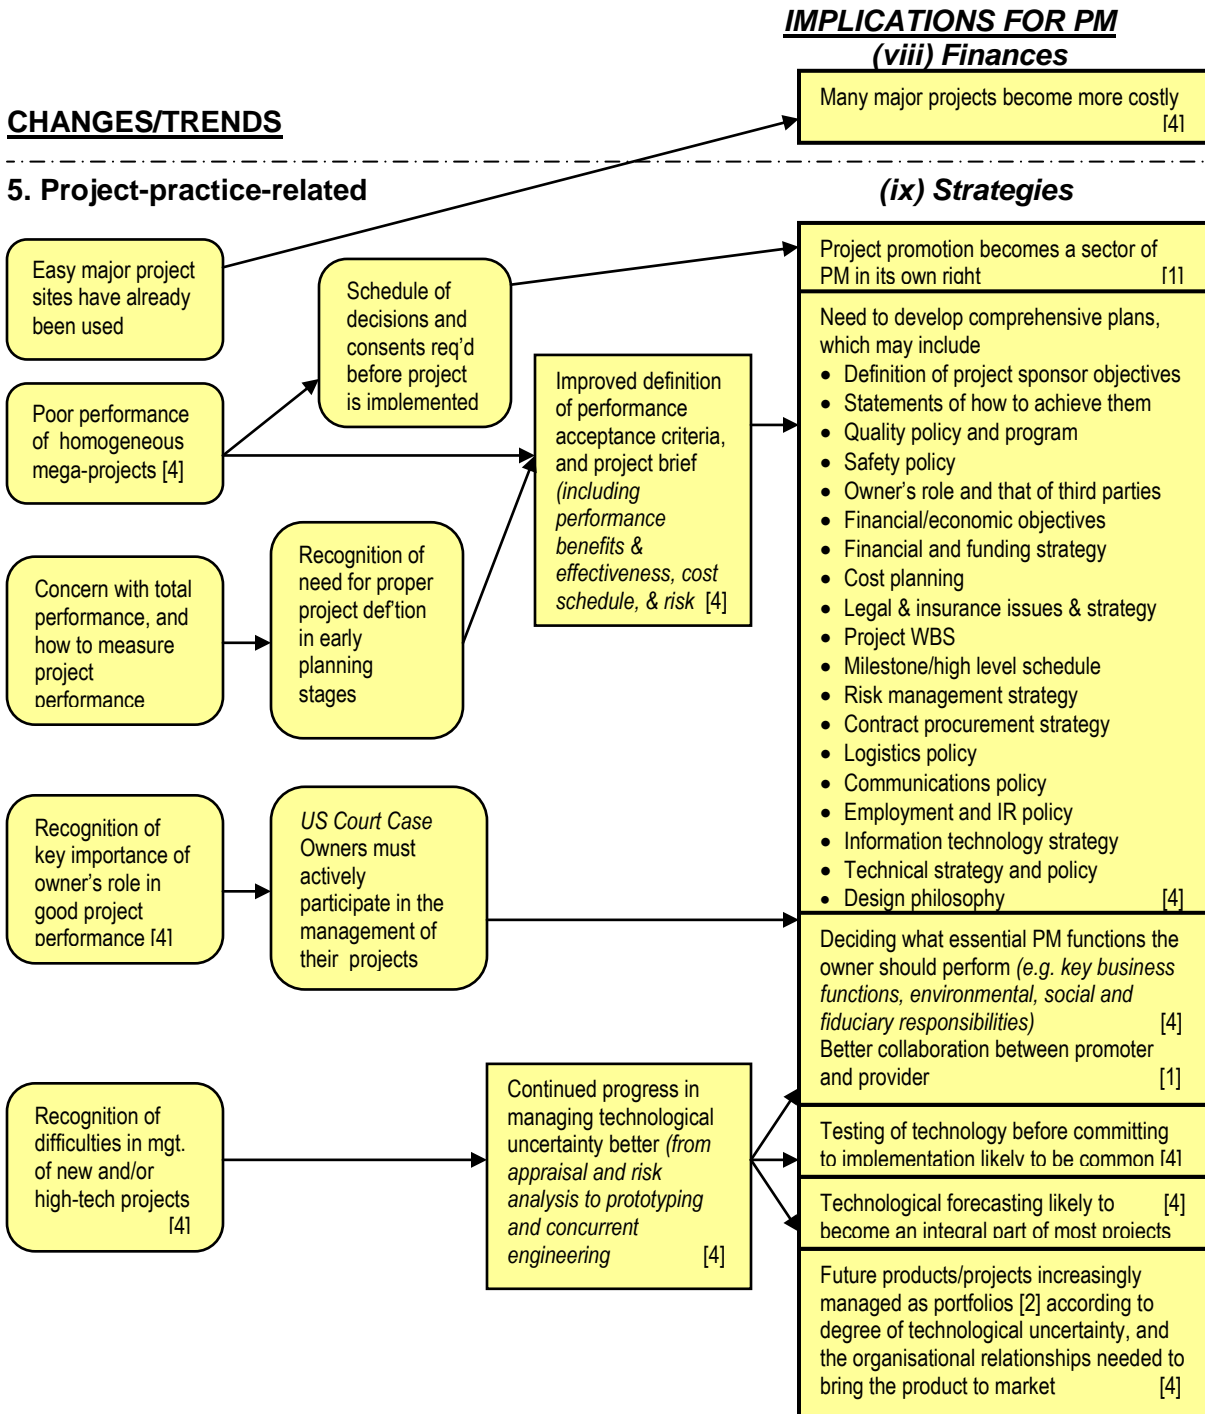 IMPLICATIONS FOR PM
(viii) Finances
Many major projects become more costly
[4]
CHANGES/TRENDS
5. Project-practice-related
(ix) Strategies
Easy major project
sites have already
been used
Schedule of
decisions and
consents req'd
before project
is implemented
Project promotion becomes a sector of
PM in its own right [1]
Poor performance
of homogeneous
mega-projects [4]
Improved definition
of performance
acceptance criteria,
and project brief
(including
performance
benefits &
effectiveness, cost
schedule, & risk [4]
Need to develop comprehensive plans,
which may include
• Definition of project sponsor objectives
• Statements of how to achieve them
• Quality policy and program
• Safety policy
• Owner's role and that of third parties
• Financial/economic objectives
• Financial and funding strategy
• Cost planning
• Legal & insurance issues & strategy
• Project WBS
• Milestone/high level schedule
• Risk management strategy
• Contract procurement strategy
• Logistics policy
• Communications policy
• Employment and IR policy
• Information technology strategy
• Technical strategy and policy
• Design philosophy [4]
Concern with total
performance, and
how to measure
project
performance
Recognition of
need for proper
project def'tion
in early
planning
stages
Recognition of
key importance of
owner's role in
good project
performance [4]
US Court Case
Owners must
actively
participate in the
management of
their projects
Deciding what essential PM functions the
owner should perform (e.g. key business
functions, environmental, social and
fiduciary responsibilities) [4]
Better collaboration between promoter
and provider [1]
Recognition of
difficulties in mgt.
of new and/or
high-tech projects
[4]
Continued progress in
managing technological
uncertainty better (from
appraisal and risk
analysis to prototyping
and concurrent
engineering [4]
Testing of technology before committing
to implementation likely to be common [4]
Technological forecasting likely to [4]
become an integral part of most projects
Future products/projects increasingly
managed as portfolios [2] according to
degree of technological uncertainty, and
the organisational relationships needed to
bring the product to market [4]